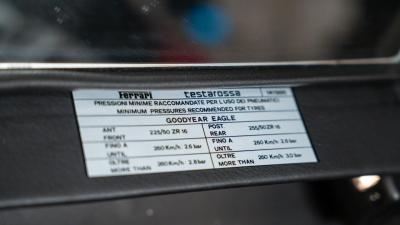 Ferrari testarossa
PRESSIONI MINIME RACCOMANDATE PER L'USO DEI PNEUMATICI
MINIMUM PRESSURES RECOMMENDED FOR TYRES
GOODYEAR EAGLE
ANT 225/50 ZR 16 POST 255/50 ZR 16
FRONT REAR
FINO A 260 Km/h: 2.6 bar 260 Km/h: 2.6 bar
UNTIL UNTIL
OLTRE 260 Km/h: 2.8 bar OLTRE 260 Km/h: 3.0 bar
MORE THAN MORE THAN